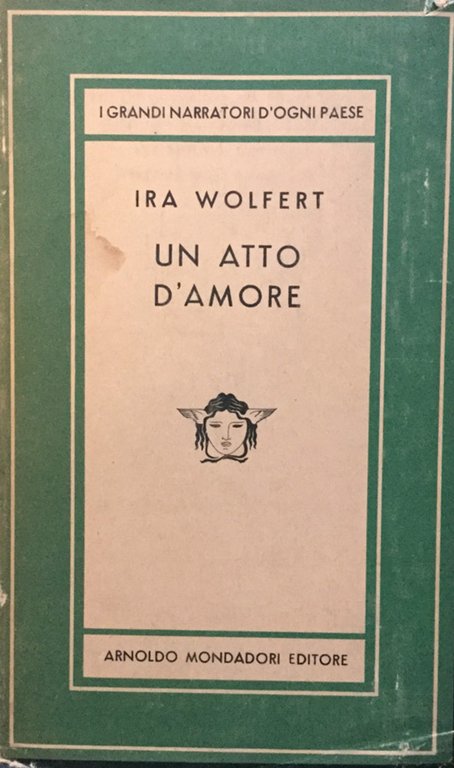 I GRANDI NARRATORI D'OGNI PAESE
IRA WOLFERT
UN ATTO
D'AMORE
ARNOLDO MONDADORI EDITORE